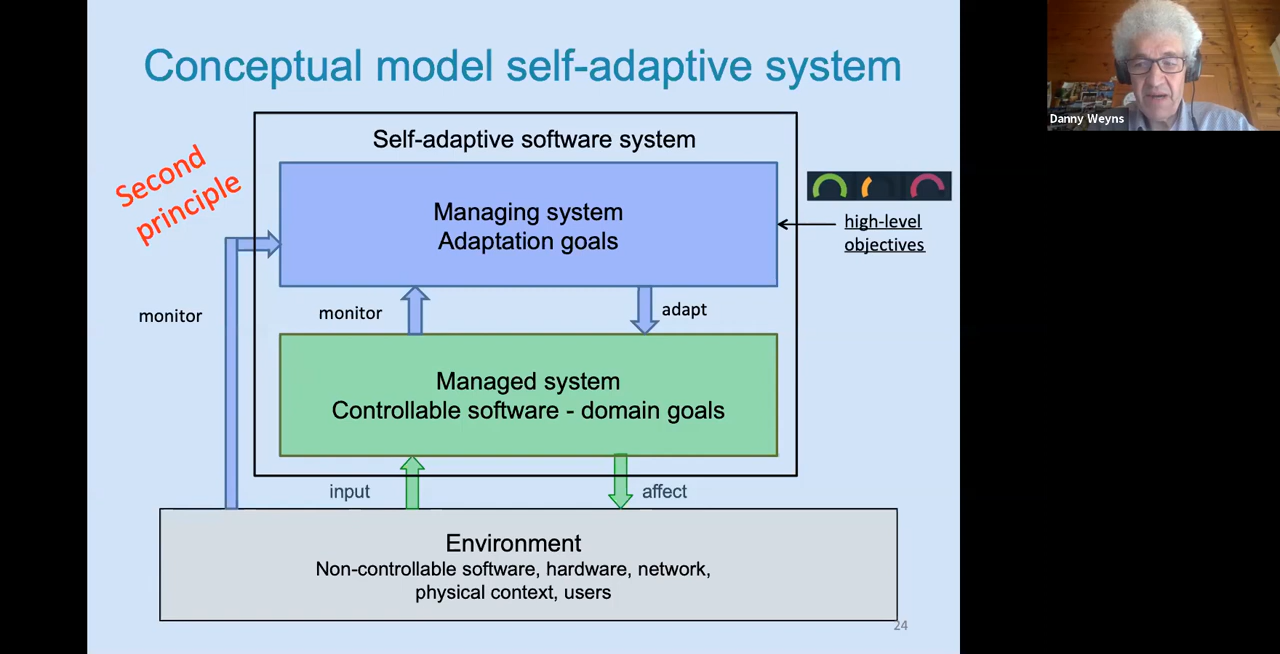 Conceptual model self-adaptive system
Danny Weyns
Self-adaptive software system
Second
principle
Managing system
Adaptation goals
high-level
objectives
monitor
monitor
adapt
Managed system
Controllable software - domain goals
input
affect
Environment
Non-controllable software, hardware, network,
physical context, users
24